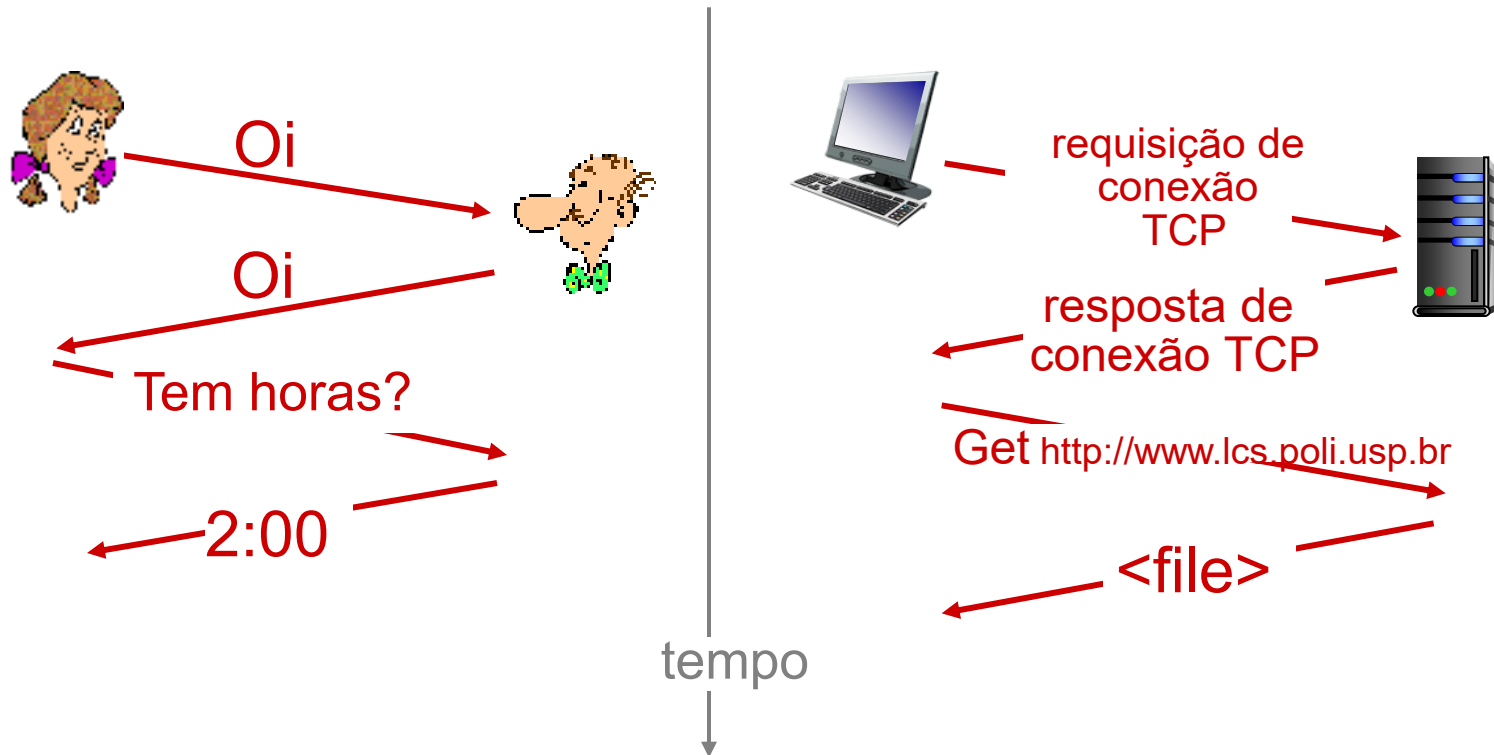 Oi
Oi
Tem horas?
2:00
requisição de
conexão
TCP
resposta de
conexão TCP
Get http://www.lcs.poli.usp.br
<file>
tempo